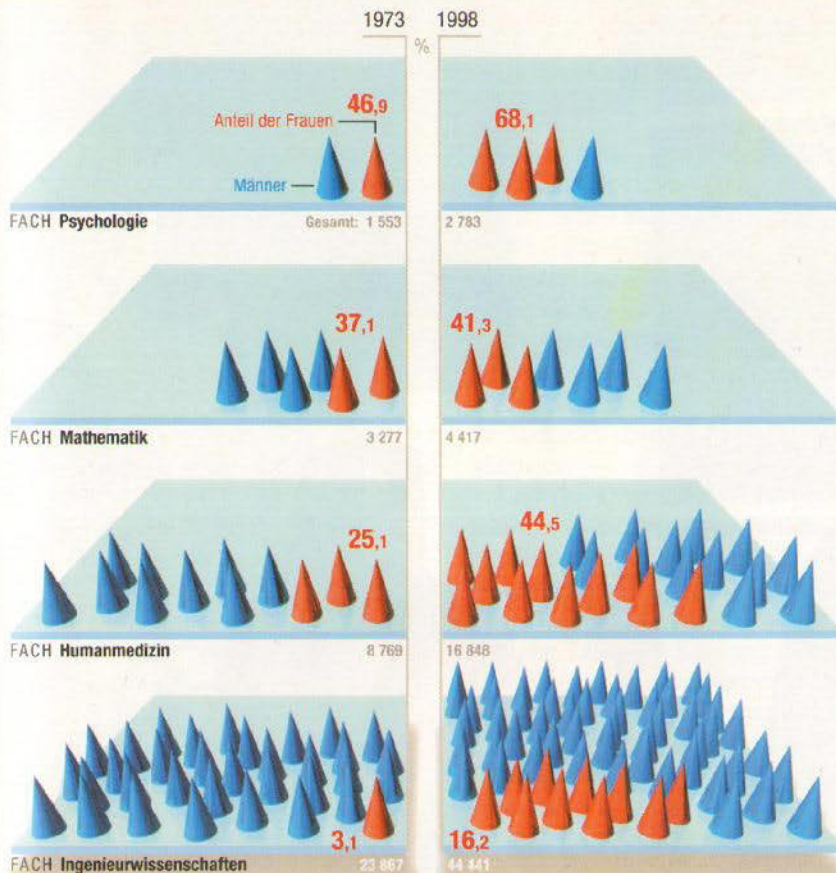 1973 1998
%
46,9 68,1
Anteil der Frauen
Männer
FACH Psychologie Gesamt: 1 553 2 783
37,1 41,3
FACH Mathematik 3 277 4 417
25,1 44,5
FACH Humanmedizin 8 769 16 848
3,1 16,2
FACH Ingenieurwissenschaften 23 867 44 441